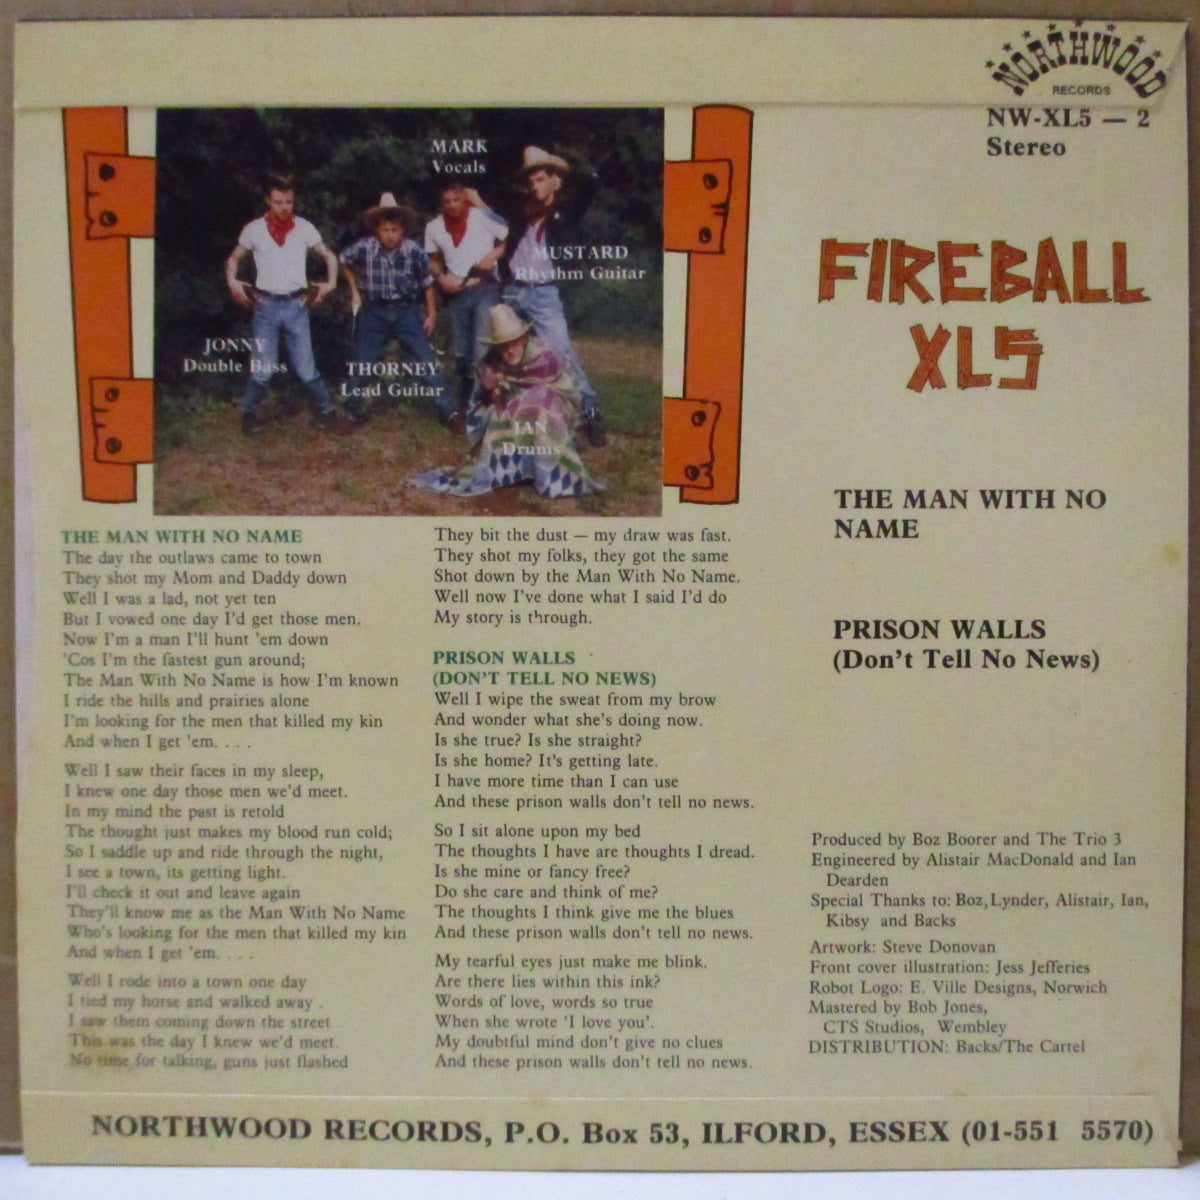 NORTHWOOD
RECORDS
NW-XL5 — 2
Stereo
MARK
Vocals
MUSTARD
Rhythm Guitar
JONNY
Double Bass
THORNEY
Lead Guitar
IAN
Drums
FIREBALL
XL5
THE MAN WITH NO
NAME
PRISON WALLS
(Don't Tell No News)
THE MAN WITH NO NAME
The day the outlaws came to town
They shot my Mom and Daddy down
Well I was a lad, not yet ten
But I vowed one day I'd get those men.
Now I'm a man I'll hunt 'em down
'Cos I'm the fastest gun around;
The Man With No Name is how I'm known
I ride the hills and prairies alone
I'm looking for the men that killed my kin
And when I get 'em. . . .
Well I saw their faces in my sleep,
I knew one day those men we'd meet.
In my mind the past is retold
The thought just makes my blood run cold;
So I saddle up and ride through the night,
I see a town, its getting light.
I'll check it out and leave again
They'll know me as the Man With No Name
Who's looking for the men that killed my kin
And when I get 'em. . . .
Well I rode into a town one day
I tied my horse and walked away .
I saw them coming down the street
This was the day I knew we'd meet.
No time for talking, guns just flashed
They bit the dust — my draw was fast.
They shot my folks, they got the same
Shot down by the Man With No Name.
Well now I've done what I said I'd do
My story is through.
PRISON WALLS
(DON'T TELL NO NEWS)
Well I wipe the sweat from my brow
And wonder what she's doing now.
Is she true? Is she straight?
Is she home? It's getting late.
I have more time than I can use
And these prison walls don't tell no news.
So I sit alone upon my bed
The thoughts I have are thoughts I dread.
Is she mine or fancy free?
Do she care and think of me?
The thoughts I think give me the blues
And these prison walls don't tell no news.
My tearful eyes just make me blink.
Are there lies within this ink?
Words of love, words so true
When she wrote 'I love you'.
My doubtful mind don't give no clues
And these prison walls don't tell no news.
Produced by Boz Boorer and The Trio 3
Engineered by Alistair MacDonald and Ian
Dearden
Special Thanks to: Boz, Lynder, Alistair, Ian,
Kibsy and Backs
Artwork: Steve Donovan
Front cover illustration: Jess Jefferies
Robot Logo: E. Ville Designs, Norwich
Mastered by Bob Jones,
CTS Studios, Wembley
DISTRIBUTION: Backs/The Cartel
NORTHWOOD RECORDS, P.O. Box 53, ILFORD, ESSEX (01-551 5570)